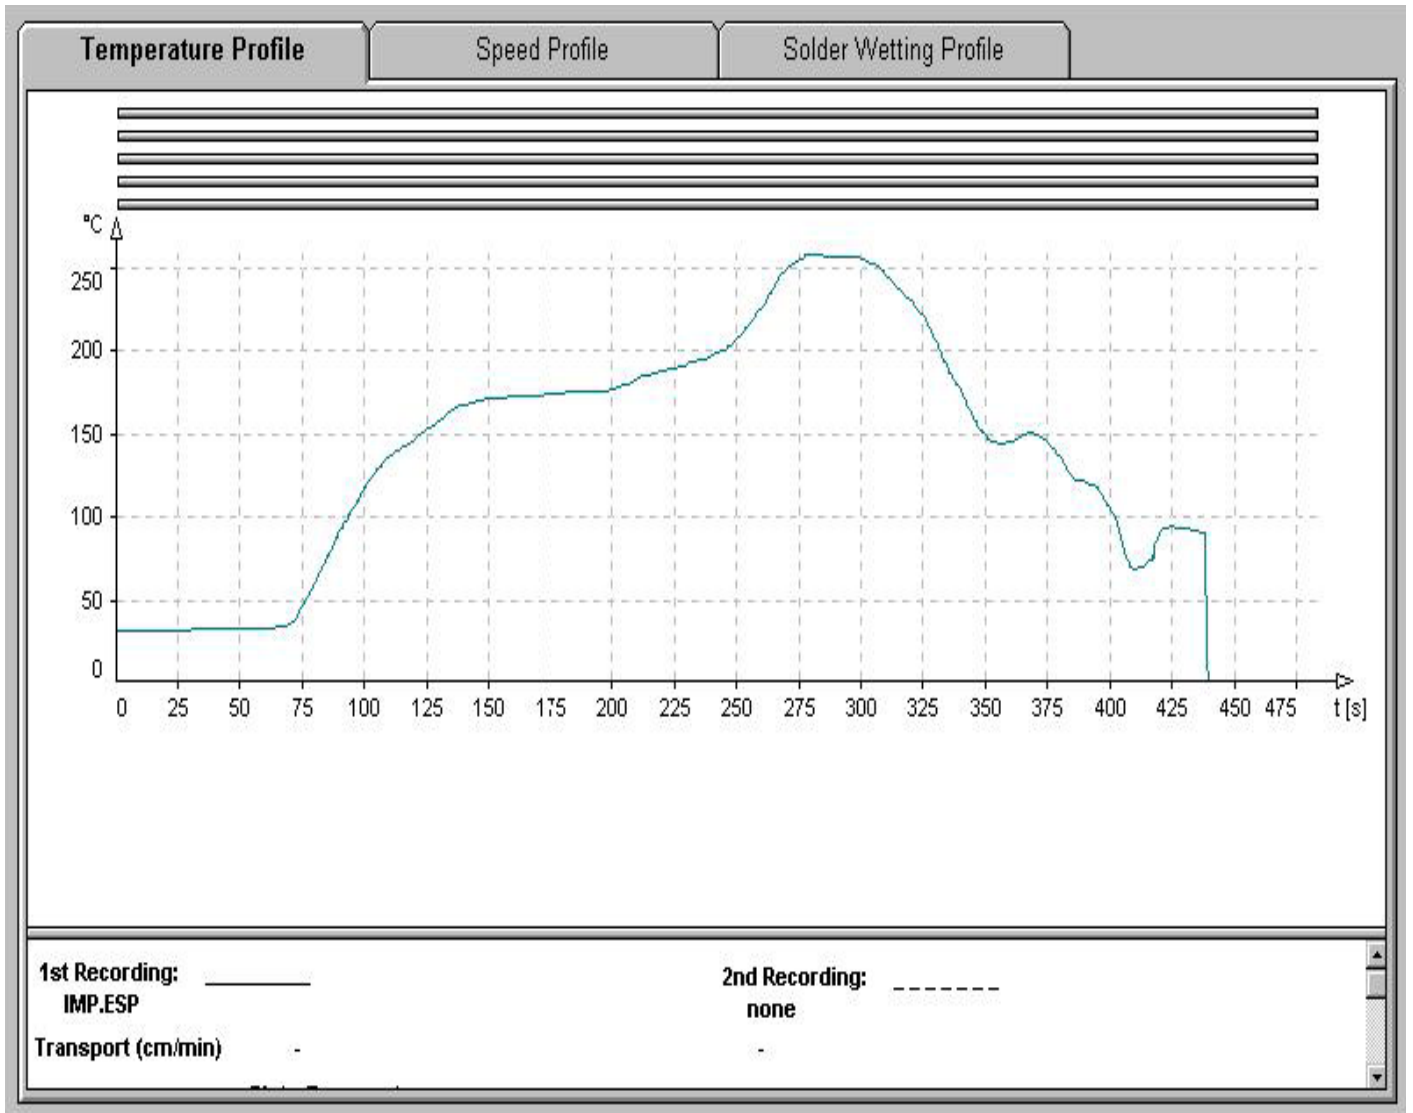 Temperature Profile Speed Profile Solder Wetting Profile
°C
250
200
150
100
50
0
0 25 50 75 100 125 150 175 200 225 250 275 300 325 350 375 400 425 450 475 t [s]
1st Recording: 2nd Recording:
IMP.ESP none
Transport (cm/min) - -